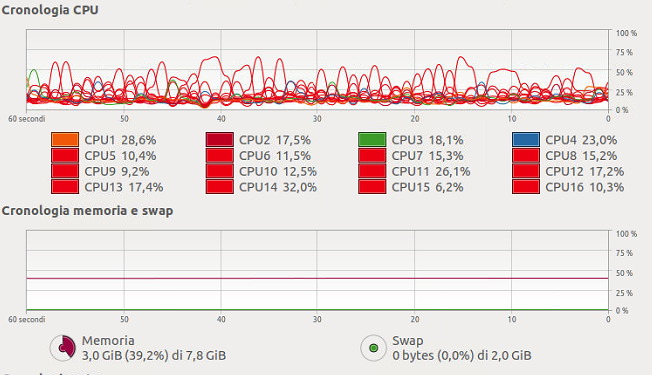 Cronologia CPU
100 %
75 %
50 %
25 %
0 %
60 secondi 50 40 30 20 10 0
CPU1 28,6% CPU2 17,5% CPU3 18,1% CPU4 23,0%
CPU5 10,4% CPU6 11,5% CPU7 15,3% CPU8 15,2%
CPU9 9,2% CPU10 12,5% CPU11 26,1% CPU12 17,2%
CPU13 17,4% CPU14 32,0% CPU15 6,2% CPU16 10,3%
Cronologia memoria e swap
100 %
75 %
50 %
25 %
0 %
60 secondi 50 40 30 20 10 0
Memoria Swap
3,0 GiB (39,2%) di 7,8 GiB 0 bytes (0,0%) di 2,0 GiB